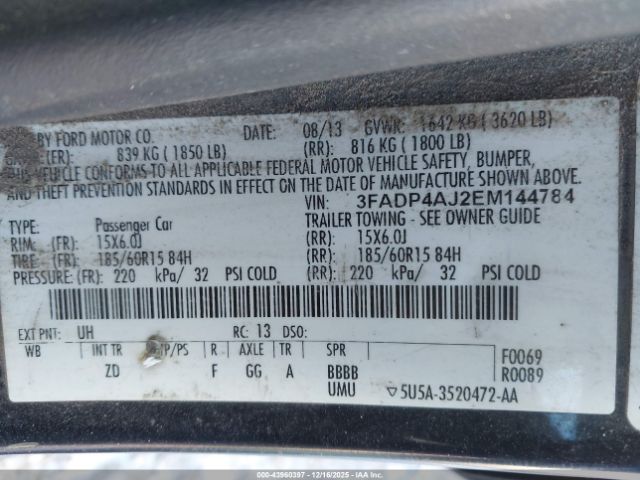 BY FORD MOTOR CO. DATE: 08/13 GVWR: 1642 KG ( 3620 LB)
(FR): 839 KG ( 1850 LB) (RR): 816 KG ( 1800 LB)
THIS VEHICLE CONFORMS TO ALL APPLICABLE FEDERAL MOTOR VEHICLE SAFETY, BUMPER,
AND THEFT PREVENTION STANDARDS IN EFFECT ON THE DATE OF MANUFACTURE SHOWN ABOVE.
VIN: 3FADP4AJ2EM144784
TYPE: Passenger Car TRAILER TOWING - SEE OWNER GUIDE
RIM: (FR): 15X6.0J (RR): 15X6.0J
TIRE: (FR): 185/60R15 84H (RR): 185/60R15 84H
PRESSURE: (FR): 220 kPa/ 32 PSI COLD (RR): 220 kPa/ 32 PSI COLD
EXT PNT: UH RC: 13 DSO:
WB INT TR TP/PS R AXLE TR SPR F0069
ZD F GG A BBBB R0089
UMU 5U5A-3520472-AA
© IAA - 43960397 - 12/16/2025 - IAAI.COM